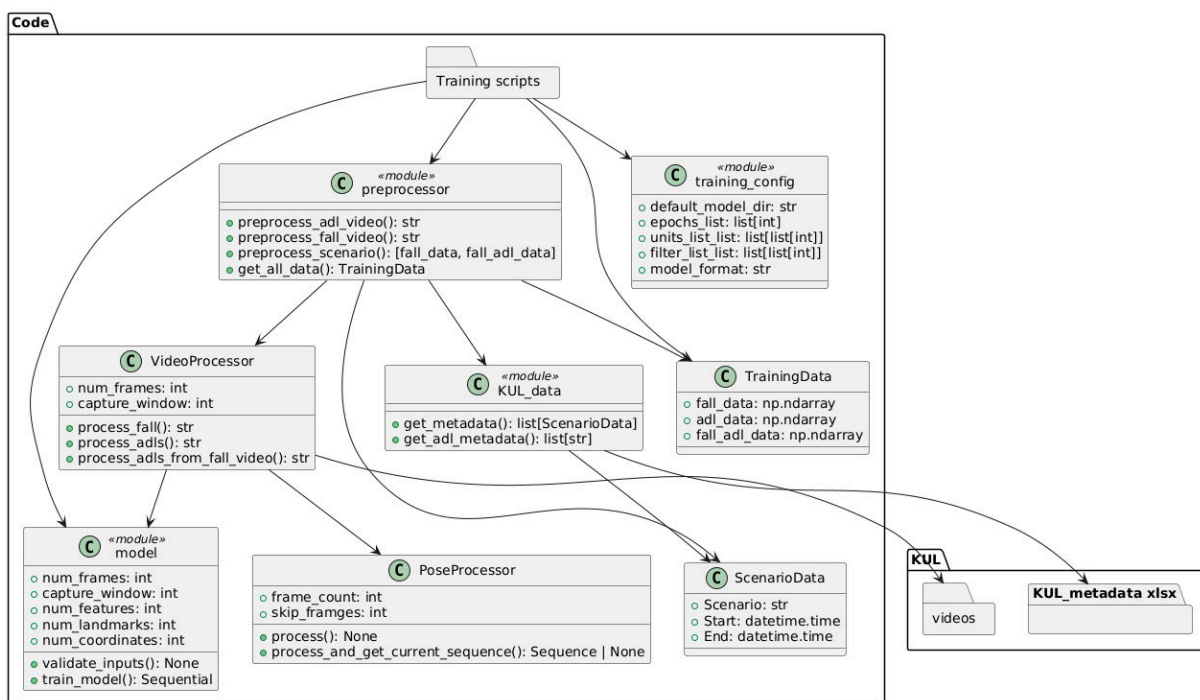 Code
Training scripts
C «module»
preprocessor
preprocess_adl_video(): str
preprocess_fall_video(): str
preprocess_scenario(): [fall_data, fall_adl_data]
get_all_data(): TrainingData
C «module»
training_config
default_model_dir: str
epochs_list: list[int]
units_list_list: list[list[int]]
filter_list_list: list[list[int]]
model_format: str
C VideoProcessor
num_frames: int
capture_window: int
process_fall(): str
process_adls(): str
process_adls_from_fall_video(): str
C «module»
KUL_data
get_metadata(): list[ScenarioData]
get_adl_metadata(): list[str]
C TrainingData
fall_data: np.ndarray
adl_data: np.ndarray
fall_adl_data: np.ndarray
C «module»
model
num_frames: int
capture_window: int
num_features: int
num_landmarks: int
num_coordinates: int
validate_inputs(): None
train_model(): Sequential
C PoseProcessor
frame_count: int
skip_framges: int
process(): None
process_and_get_current_sequence(): Sequence | None
C ScenarioData
Scenario: str
Start: datetime.time
End: datetime.time
KUL
videos
KUL_metadata xlsx